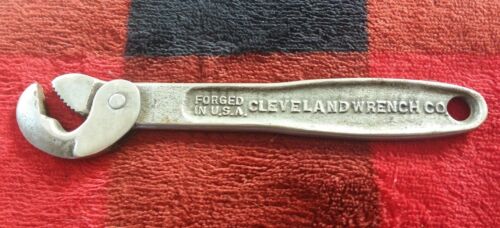 FORGED
IN U.S.A.
CLEVELAND WRENCH CO